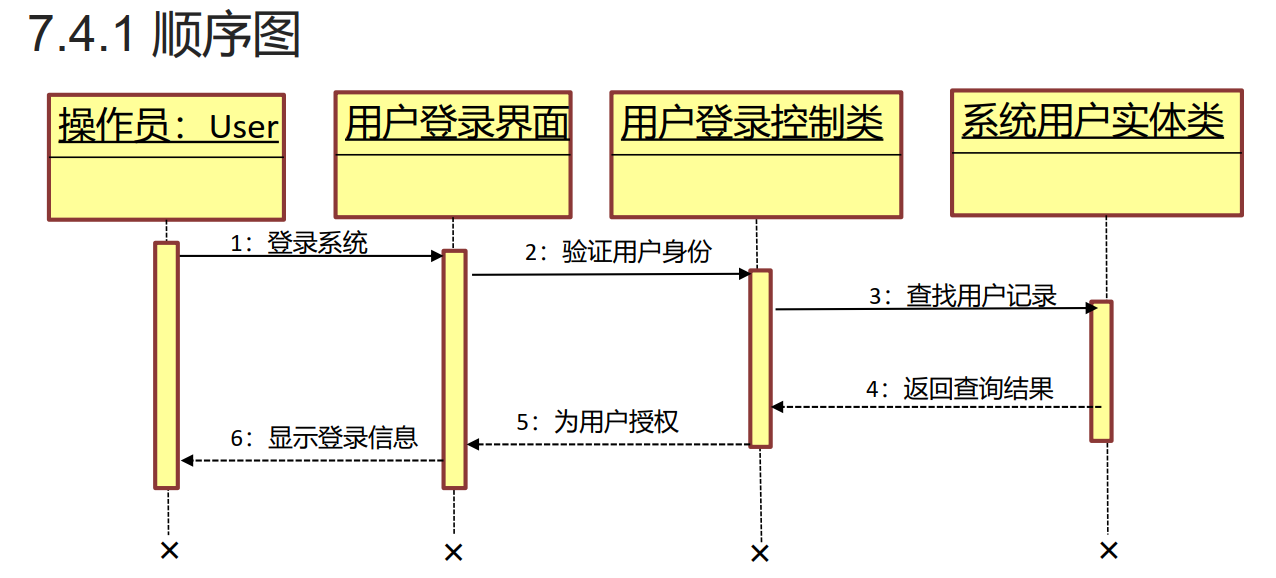 7.4.1 顺序图
操作员：User
用户登录界面
用户登录控制类
系统用户实体类
1：登录系统
2：验证用户身份
3：查找用户记录
4：返回查询结果
5：为用户授权
6：显示登录信息